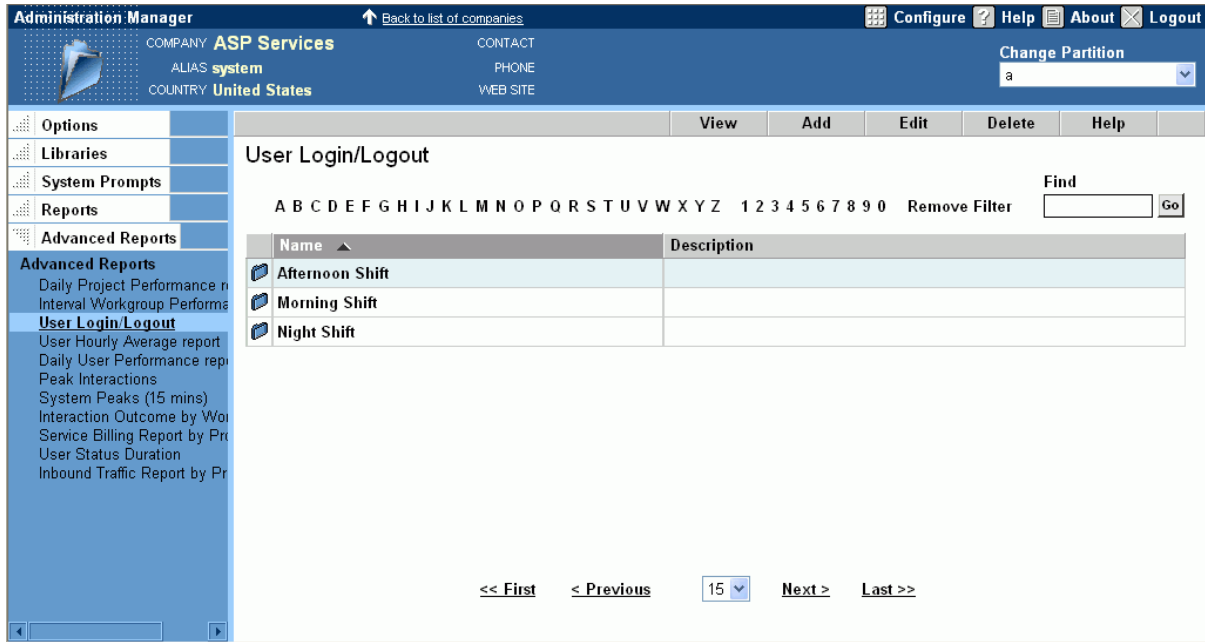 Administration Manager Back to list of companies Configure ? Help About Logout
COMPANY ASP Services CONTACT
ALIAS system PHONE
COUNTRY United States WEB SITE
Change Partition
a
Options
Libraries
System Prompts
Reports
Advanced Reports
Advanced Reports
Daily Project Performance r
Interval Workgroup Performa
User Login/Logout
User Hourly Average report
Daily User Performance rep
Peak Interactions
System Peaks (15 mins)
Interaction Outcome by Wor
Service Billing Report by Pro
User Status Duration
Inbound Traffic Report by Pr
View Add Edit Delete Help
User Login/Logout
Find
A B C D E F G H I J K L M N O P Q R S T U V W X Y Z 1 2 3 4 5 6 7 8 9 0 Remove Filter Go
Name Description
Afternoon Shift
Morning Shift
Night Shift
<< First < Previous 15 Next > Last >>